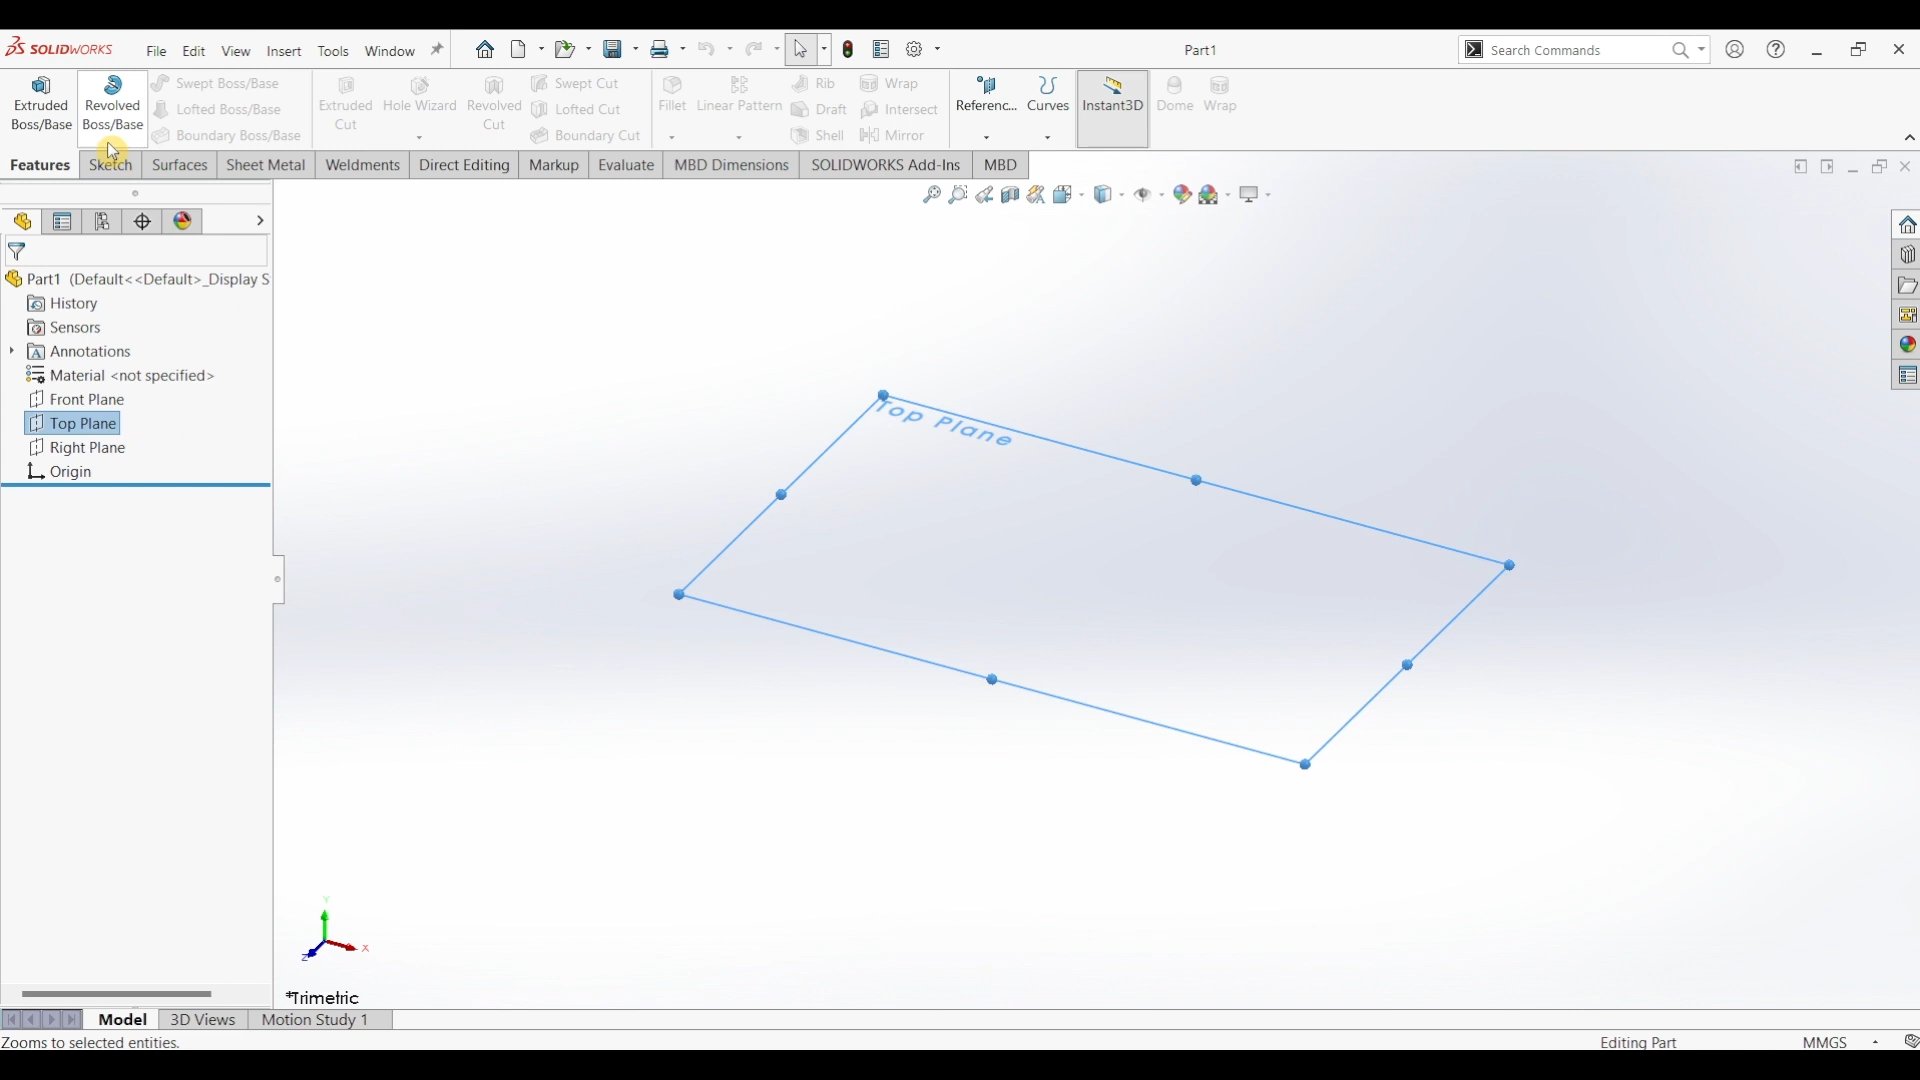 SOLIDWORKS File Edit View Insert Tools Window Part1 Search Commands
Extruded Boss/Base
Revolved Boss/Base
Swept Boss/Base
Lofted Boss/Base
Boundary Boss/Base
Extruded Cut
Hole Wizard
Revolved Cut
Swept Cut
Lofted Cut
Boundary Cut
Fillet
Linear Pattern
Rib
Draft
Shell
Wrap
Intersect
Mirror
Referenc...
Curves
Instant3D
Dome
Wrap
Features Sketch Surfaces Sheet Metal Weldments Direct Editing Markup Evaluate MBD Dimensions SOLIDWORKS Add-Ins MBD
Part1 (Default<<Default>_Display S
History
Sensors
Annotations
Material <not specified>
Front Plane
Top Plane
Right Plane
Origin
Top Plane
Y
X
Z
*Trimetric
Model 3D Views Motion Study 1
Zooms to selected entities. Editing Part MMGS